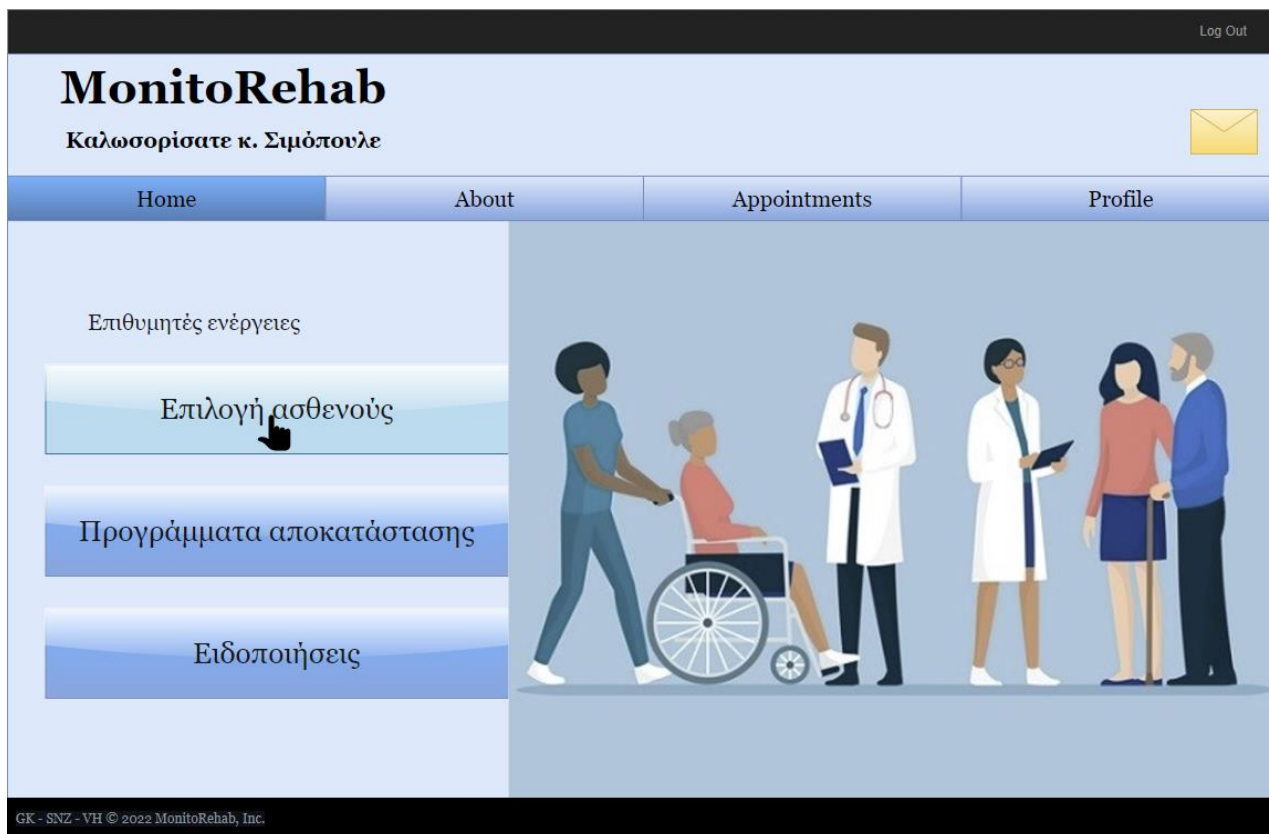 Log Out
MonitoRehab
Καλωσορίσατε κ. Σιμόπουλε
Home
About
Appointments
Profile
Επιθυμητές ενέργειες
Επιλογή ασθενούς
Προγράμματα αποκατάστασης
Ειδοποιήσεις
GK - SNZ - VH © 2022 MonitoRehab, Inc.